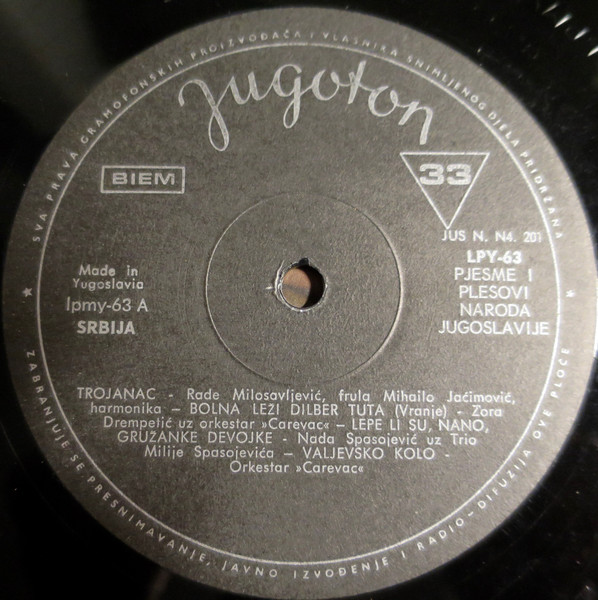 SVA PRAVA GRAMOFONSKIH PROIZVOĐAČA I VLASNIKA SNIMLJENOG DJELA PRIDRŽANA
Jugoton
BIEM
33
JUS N. N4. 201
LPY-63
PJESME I
PLESOVI
NARODA
JUGOSLAVIJE
Made in
Yugoslavia
lpmy-63 A
SRBIJA
TROJANAC - Rade Milosavljević, frula Mihailo Jaćimović,
harmonika – BOLNA LEZI DILBER TUTA (Vranje) - Zora
Drempetić uz orkestar »Carevac« – LEPE LI SU, NANO,
GRUŽANKE DEVOJKE - Nada Spasojević uz Trio
Milije Spasojevića – VALJEVSKO KOLO -
Orkestar »Carevac«
ZABRANJUJE SE PRESNIMAVANJE, JAVNO IZVOĐENJE I RADIO-DIFUZIJA OVE PLOČE